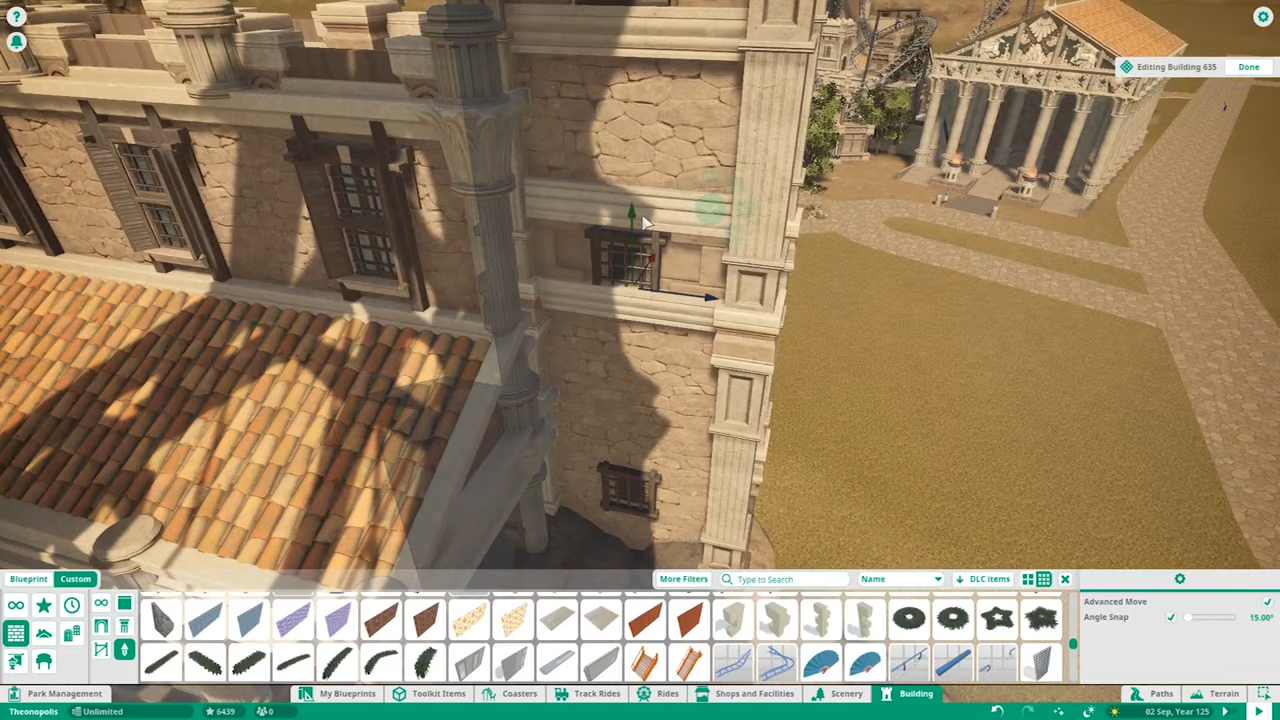 ?
Editing Building 635
Done
Blueprint
Custom
More Filters
Type to Search
Name
DLC items
Advanced Move
Angle Snap
15.00°
Park Management
My Blueprints
Toolkit Items
Coasters
Track Rides
Rides
Shops and Facilities
Scenery
Building
Paths
Terrain
Theonopolis
Unlimited
6439
0
02 Sep, Year 125